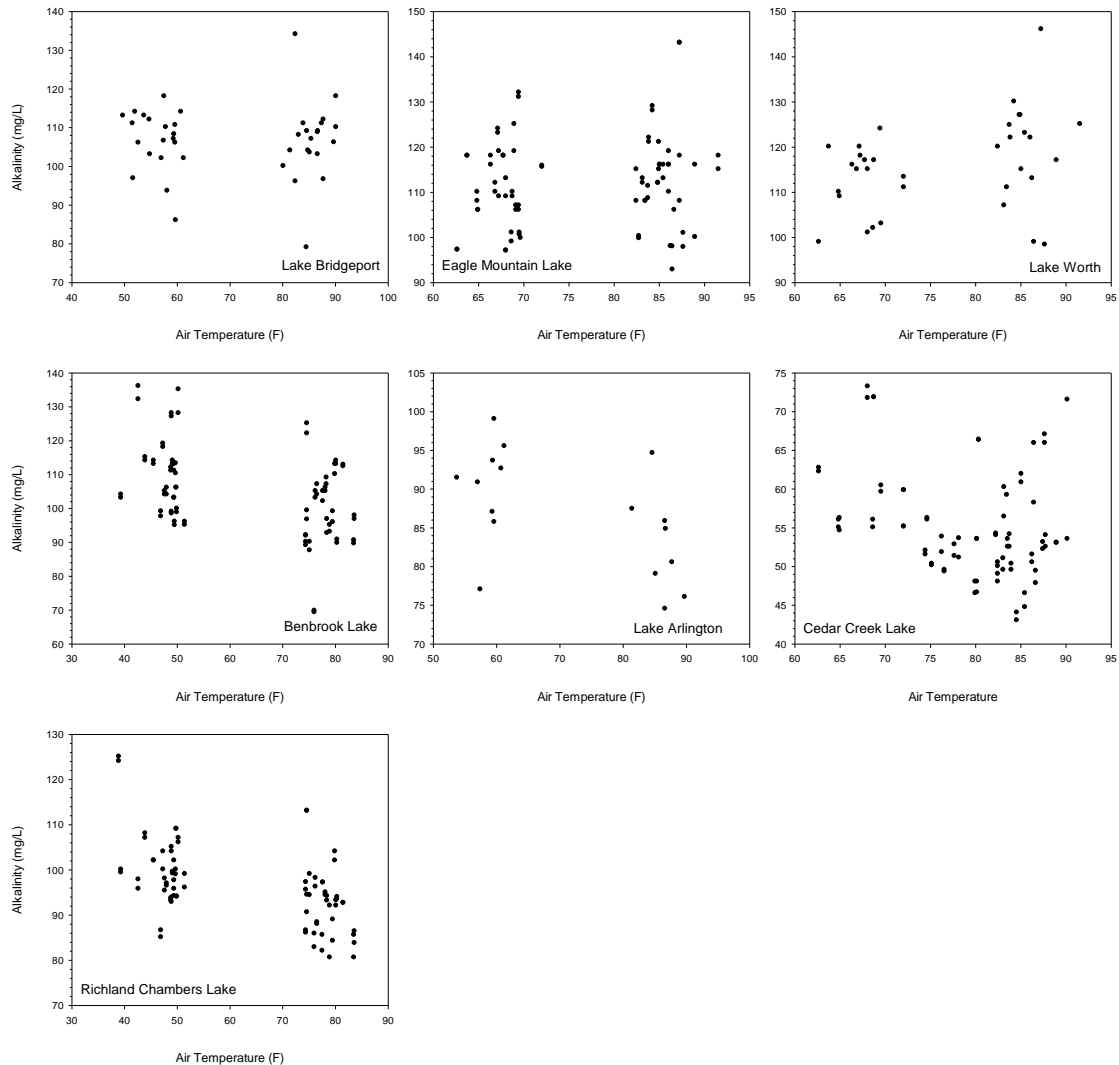 140
130
120
110
100
90
80
70
40 50 60 70 80 90 100
Alkalinity (mg/L)
Lake Bridgeport
Air Temperature (F)
150
140
130
120
110
100
90
60 65 70 75 80 85 90 95
Eagle Mountain Lake
Air Temperature (F)
150
140
130
120
110
100
90
60 65 70 75 80 85 90 95
Lake Worth
Air Temperature (F)
140
130
120
110
100
90
80
70
60
30 40 50 60 70 80 90
Alkalinity (mg/L)
Benbrook Lake
Air Temperature (F)
105
100
95
90
85
80
75
70
50 60 70 80 90 100
Lake Arlington
Air Temperature (F)
75
70
65
60
55
50
45
40
60 65 70 75 80 85 90 95
Cedar Creek Lake
Air Temperature
130
120
110
100
90
80
70
30 40 50 60 70 80 90
Alkalinity (mg/L)
Richland Chambers Lake
Air Temperature (F)